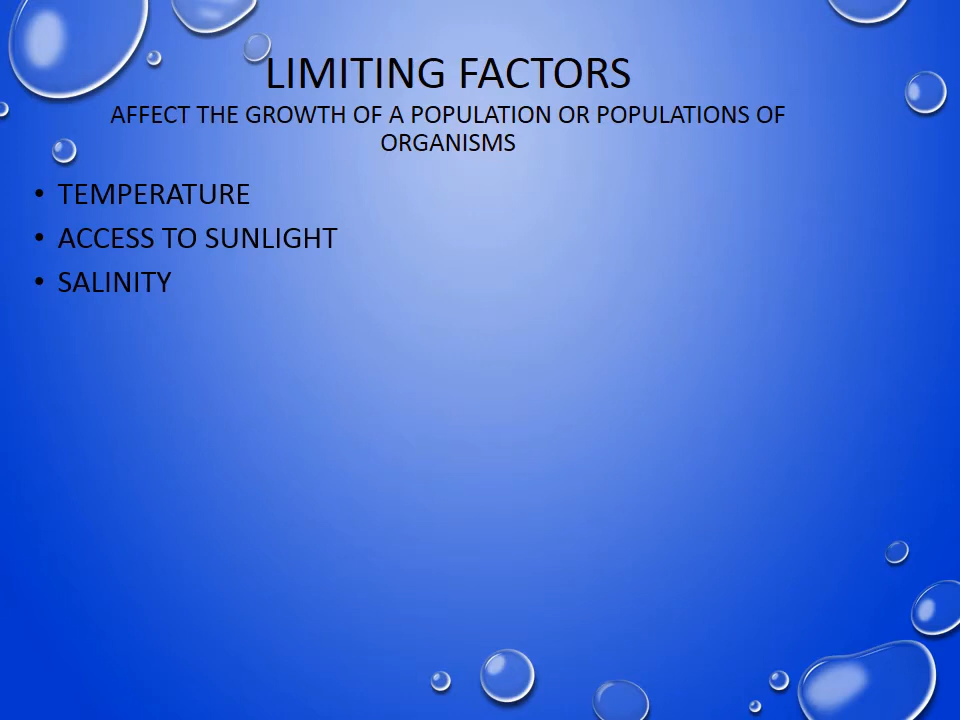 LIMITING FACTORS
AFFECT THE GROWTH OF A POPULATION OR POPULATIONS OF
ORGANISMS
• TEMPERATURE
• ACCESS TO SUNLIGHT
• SALINITY